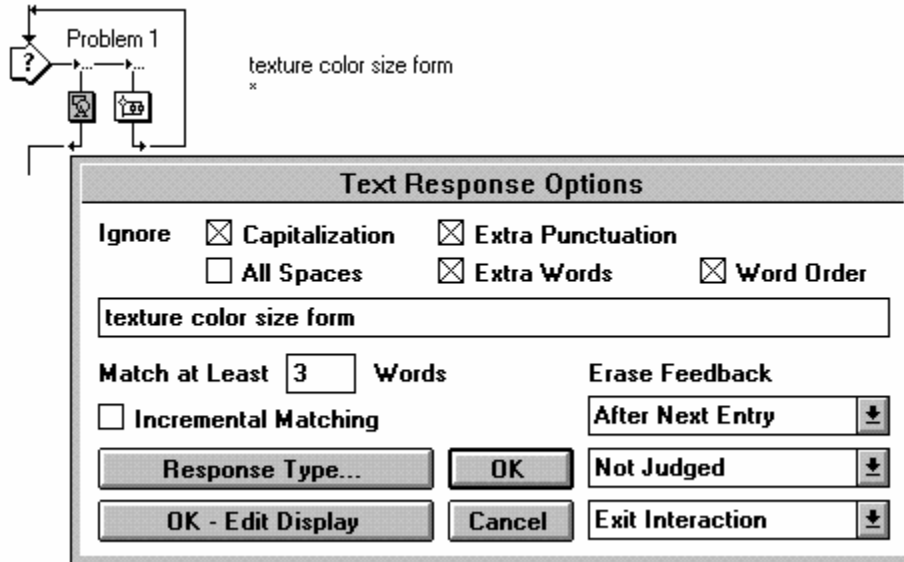 Problem 1
?
... ...
texture color size form
×
Text Response Options
Ignore Capitalization Extra Punctuation
All Spaces Extra Words Word Order
texture color size form
Match at Least 3 Words Erase Feedback
Incremental Matching After Next Entry
Response Type... OK Not Judged
OK - Edit Display Cancel Exit Interaction